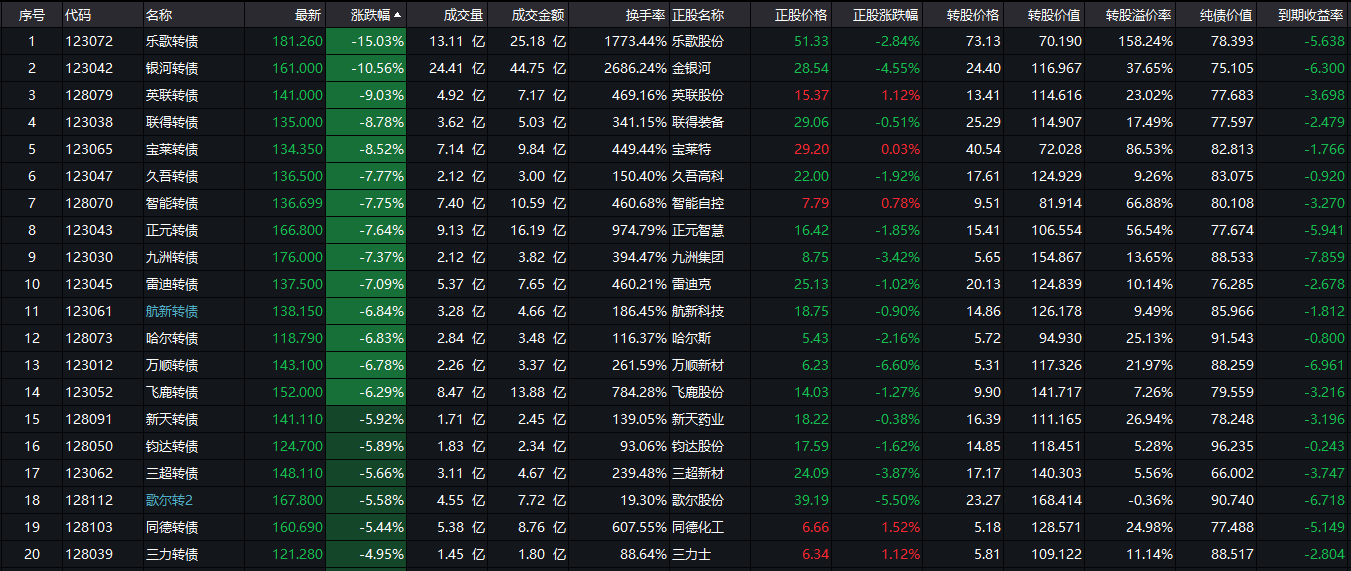 序号 代码 名称 最新 涨跌幅 成交量 成交金额 换手率 正股名称 正股价格 正股涨跌幅 转股价格 转股价值 转股溢价率 纯债价值 到期收益率
1 123072 乐歌转债 181.260 -15.03% 13.11 亿 25.18 亿 1773.44% 乐歌股份 51.33 -2.84% 73.13 70.190 158.24% 78.393 -5.638
2 123042 银河转债 161.000 -10.56% 24.41 亿 44.75 亿 2686.24% 金银河 28.54 -4.55% 24.40 116.967 37.65% 75.105 -6.300
3 128079 英联转债 141.000 -9.03% 4.92 亿 7.17 亿 469.16% 英联股份 15.37 1.12% 13.41 114.616 23.02% 77.683 -3.698
4 123038 联得转债 135.000 -8.78% 3.62 亿 5.03 亿 341.15% 联得装备 29.06 -0.51% 25.29 114.907 17.49% 77.597 -2.479
5 123065 宝莱转债 134.350 -8.52% 7.14 亿 9.84 亿 449.44% 宝莱特 29.20 0.03% 40.54 72.028 86.53% 82.813 -1.766
6 123047 久吾转债 136.500 -7.77% 2.12 亿 3.00 亿 150.40% 久吾高科 22.00 -1.92% 17.61 124.929 9.26% 83.075 -0.920
7 128070 智能转债 136.699 -7.75% 7.40 亿 10.59 亿 460.68% 智能自控 7.79 0.78% 9.51 81.914 66.88% 80.108 -3.270
8 123043 正元转债 166.800 -7.64% 9.13 亿 16.19 亿 974.79% 正元智慧 16.42 -1.85% 15.41 106.554 56.54% 77.674 -5.941
9 123030 九洲转债 176.000 -7.37% 2.12 亿 3.82 亿 394.47% 九洲集团 8.75 -3.42% 5.65 154.867 13.65% 88.533 -7.859
10 123045 雷迪转债 137.500 -7.09% 5.37 亿 7.65 亿 460.21% 雷迪克 25.13 -1.02% 20.13 124.839 10.14% 76.285 -2.678
11 123061 航新转债 138.150 -6.84% 3.28 亿 4.66 亿 186.45% 航新科技 18.75 -0.90% 14.86 126.178 9.49% 85.966 -1.812
12 128073 哈尔转债 118.790 -6.83% 2.84 亿 3.48 亿 116.37% 哈尔斯 5.43 -2.16% 5.72 94.930 25.13% 91.543 -0.800
13 123012 万顺转债 143.100 -6.78% 2.26 亿 3.37 亿 261.59% 万顺新材 6.23 -6.60% 5.31 117.326 21.97% 88.259 -6.961
14 123052 飞鹿转债 152.000 -6.29% 8.47 亿 13.88 亿 784.28% 飞鹿股份 14.03 -1.27% 9.90 141.717 7.26% 79.559 -3.216
15 128091 新天转债 141.110 -5.92% 1.71 亿 2.45 亿 139.05% 新天药业 18.22 -0.38% 16.39 111.165 26.94% 78.248 -3.196
16 128050 钧达转债 124.700 -5.89% 1.83 亿 2.34 亿 93.06% 钧达股份 17.59 -1.62% 14.85 118.451 5.28% 96.235 -0.243
17 123062 三超转债 148.110 -5.66% 3.11 亿 4.67 亿 239.48% 三超新材 24.09 -3.87% 17.17 140.303 5.56% 66.002 -3.747
18 128112 歌尔转2 167.800 -5.58% 4.55 亿 7.72 亿 19.30% 歌尔股份 39.19 -5.50% 23.27 168.414 -0.36% 90.740 -6.718
19 128103 同德转债 160.690 -5.44% 5.38 亿 8.76 亿 607.55% 同德化工 6.66 1.52% 5.18 128.571 24.98% 77.488 -5.149
20 128039 三力转债 121.280 -4.95% 1.45 亿 1.80 亿 88.64% 三力士 6.34 1.12% 5.81 109.122 11.14% 88.517 -2.804